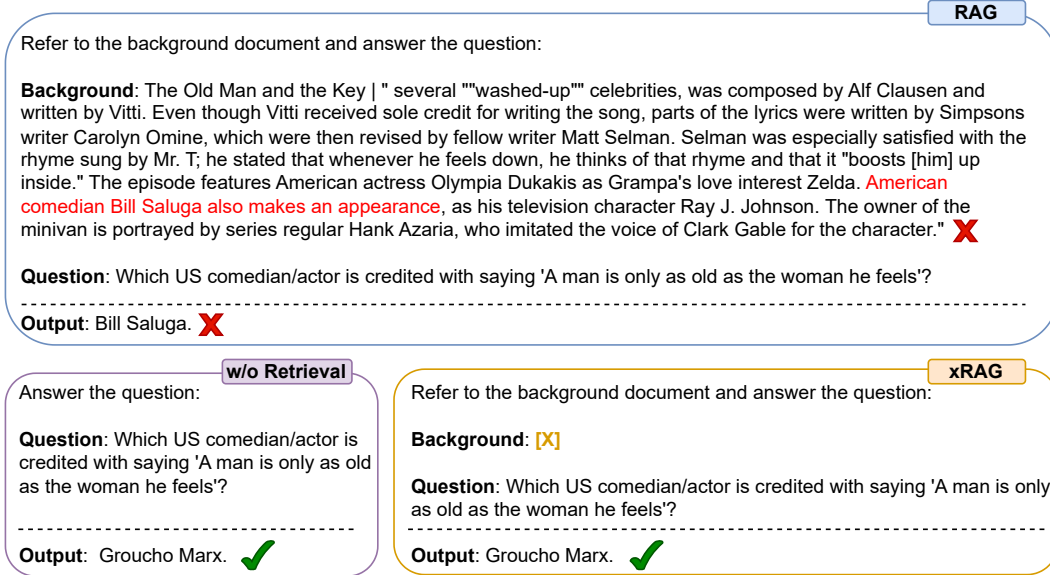 RAG
Refer to the background document and answer the question:
Background: The Old Man and the Key | " several ""washed-up"" celebrities, was composed by Alf Clausen and
written by Vitti. Even though Vitti received sole credit for writing the song, parts of the lyrics were written by Simpsons
writer Carolyn Omine, which were then revised by fellow writer Matt Selman. Selman was especially satisfied with the
rhyme sung by Mr. T; he stated that whenever he feels down, he thinks of that rhyme and that it "boosts [him] up
inside." The episode features American actress Olympia Dukakis as Grampa's love interest Zelda. American
comedian Bill Saluga also makes an appearance, as his television character Ray J. Johnson. The owner of the
minivan is portrayed by series regular Hank Azaria, who imitated the voice of Clark Gable for the character."
Question: Which US comedian/actor is credited with saying 'A man is only as old as the woman he feels'?
Output: Bill Saluga.
w/o Retrieval
Answer the question:
Question: Which US comedian/actor is
credited with saying 'A man is only as old
as the woman he feels'?
Output: Groucho Marx.
xRAG
Refer to the background document and answer the question:
Background: [X]
Question: Which US comedian/actor is credited with saying 'A man is only
as old as the woman he feels'?
Output: Groucho Marx.